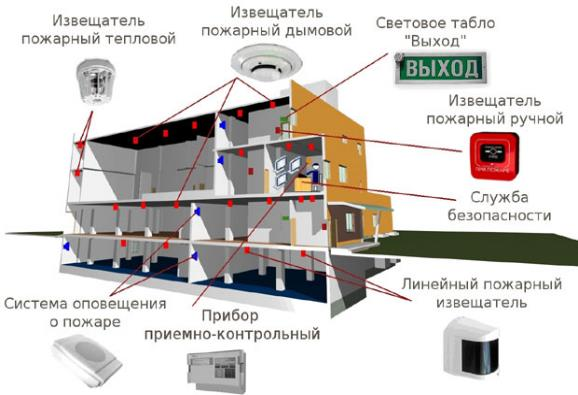 Извещатель
пожарный тепловой
Извещатель
пожарный дымовой
Световое табло
"Выход"
ВЫХОД
Извещатель
пожарный ручной
Служба
безопасности
Система оповещения
о пожаре
Прибор
приемно-контрольный
Линейный пожарный
извещатель